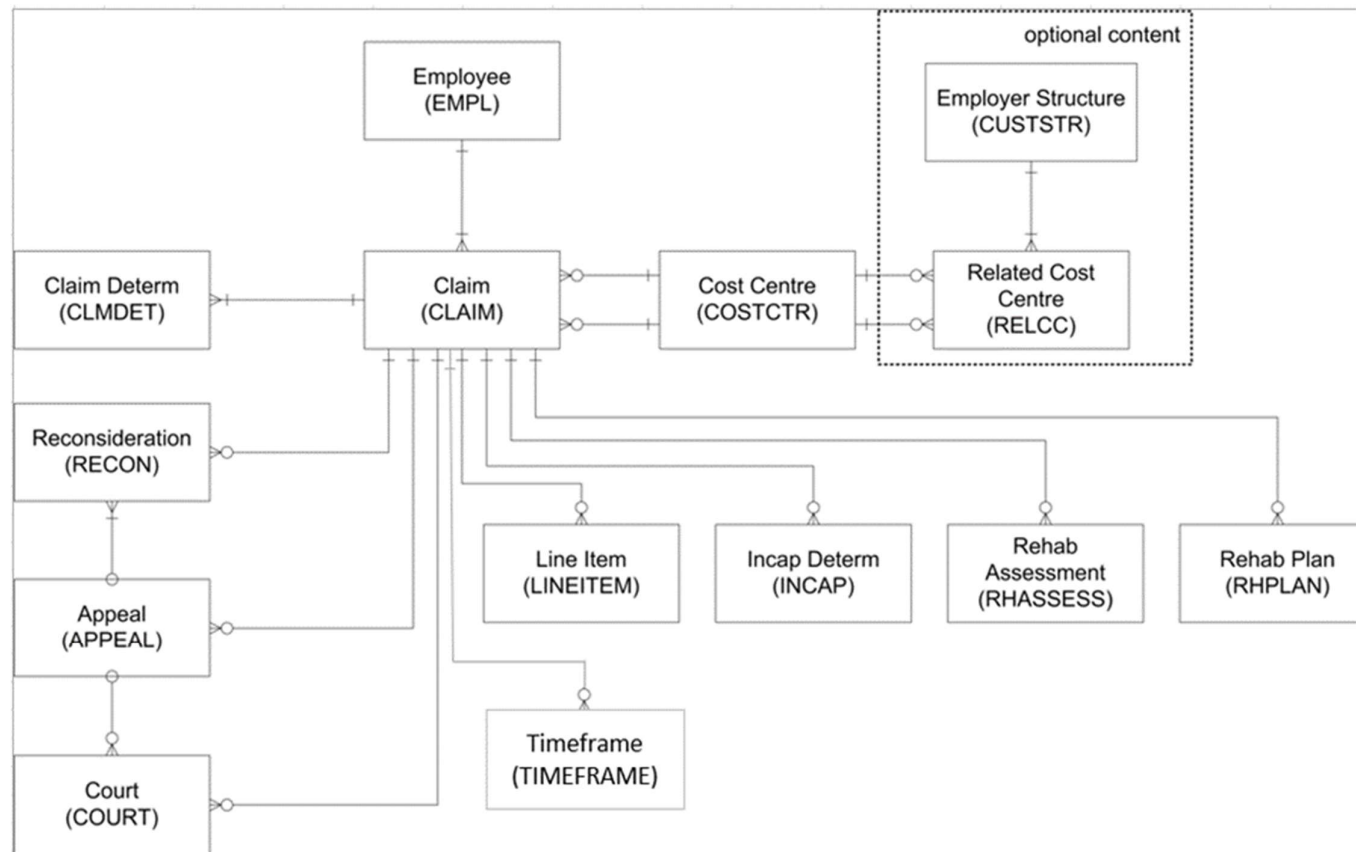 optional content
Employee
(EMPL)
Employer Structure
(CUSTSTR)
Claim Determ
(CLMDET)
Claim
(CLAIM)
Cost Centre
(COSTCTR)
Related Cost
Centre
(RELCC)
Reconsideration
(RECON)
Line Item
(LINEITEM)
Incap Determ
(INCAP)
Rehab
Assessment
(RHASSESS)
Rehab Plan
(RHPLAN)
Appeal
(APPEAL)
Timeframe
(TIMEFRAME)
Court
(COURT)